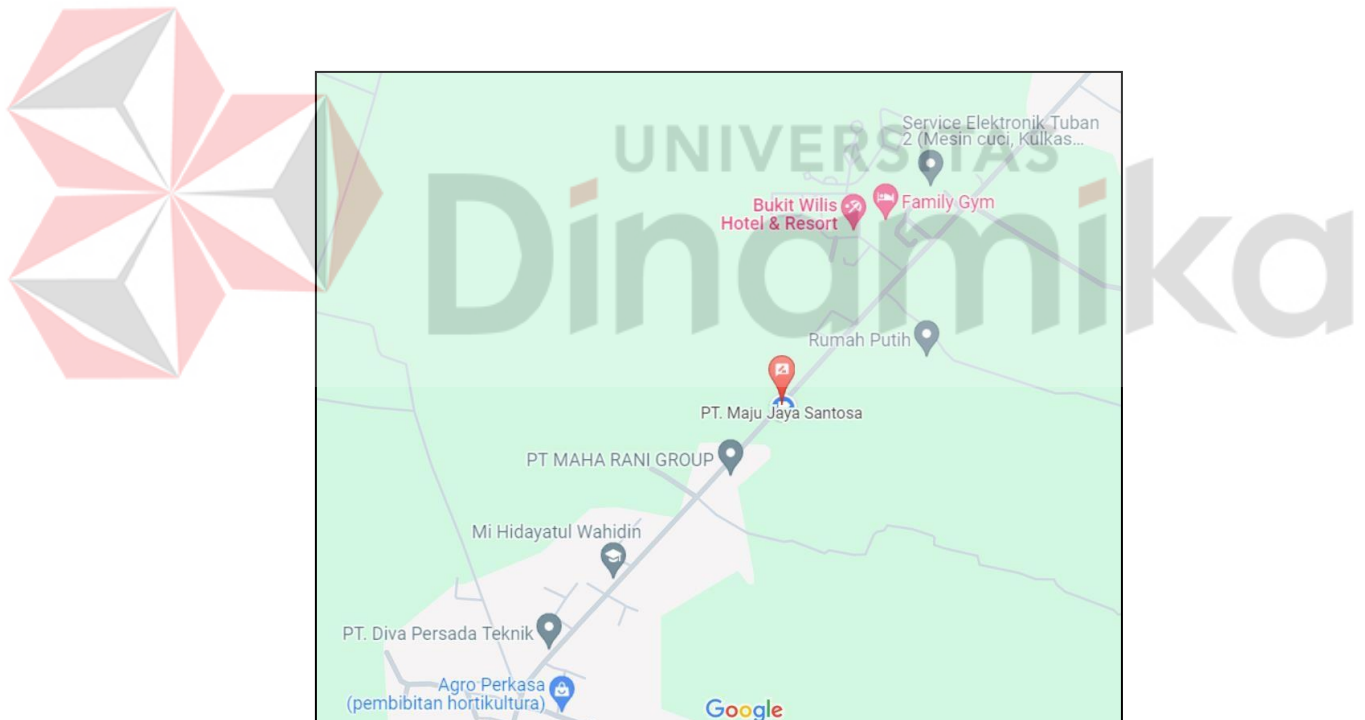 UNIVERSITAS
Dinamika
Service Elektronik Tuban
2 (Mesin cuci, Kulkas...
Bukit Wilis
Hotel & Resort
Family Gym
Rumah Putih
PT. Maju Jaya Santosa
PT MAHA RANI GROUP
Mi Hidayatul Wahidin
PT. Diva Persada Teknik
Agro Perkasa
(pembibitan hortikultura)
Google